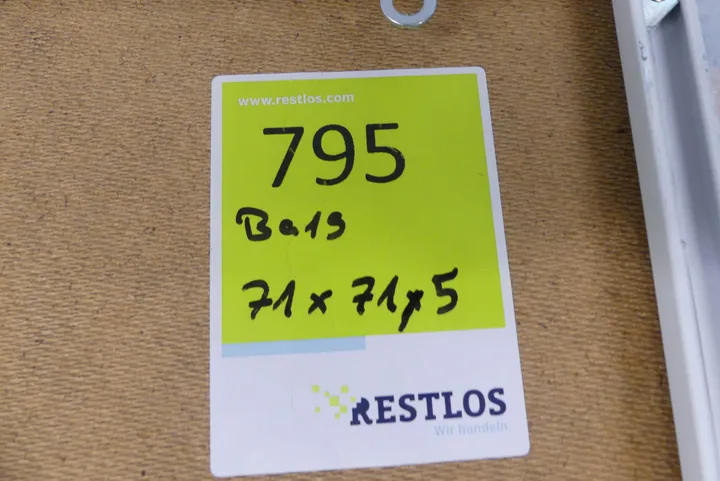 www.restlos.com
795
Ba19
71 x 71 x 5
RESTLOS
Wir handeln